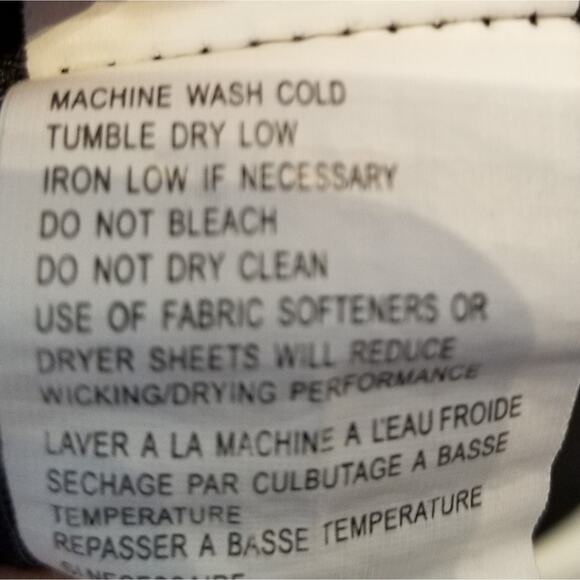 MACHINE WASH COLD
TUMBLE DRY LOW
IRON LOW IF NECESSARY
DO NOT BLEACH
DO NOT DRY CLEAN
USE OF FABRIC SOFTENERS OR
DRYER SHEETS WILL REDUCE
WICKING/DRYING PERFORMANCE
LAVER A LA MACHINE A L'EAU FROIDE
SECHAGE PAR CULBUTAGE A BASSE
TEMPERATURE
REPASSER A BASSE TEMPERATURE
SI NECESSAIRE